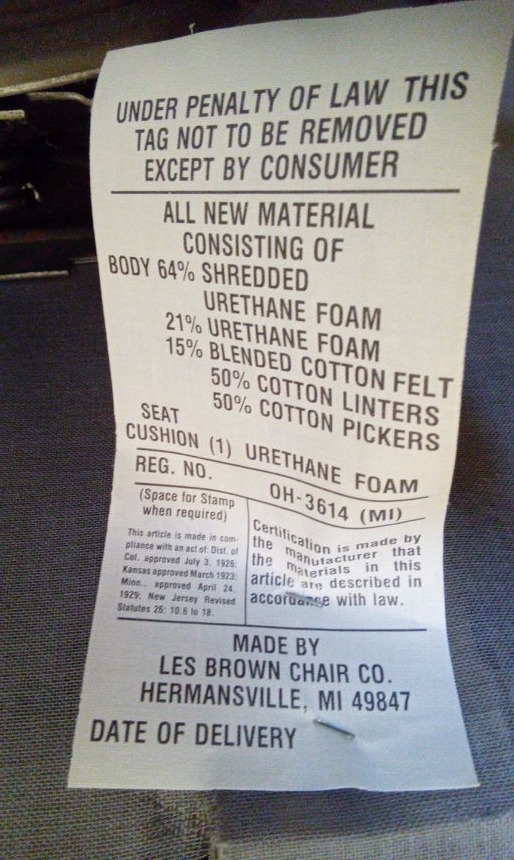 UNDER PENALTY OF LAW THIS
TAG NOT TO BE REMOVED
EXCEPT BY CONSUMER
ALL NEW MATERIAL
CONSISTING OF
BODY 64% SHREDDED
URETHANE FOAM
21% URETHANE FOAM
15% BLENDED COTTON FELT
50% COTTON LINTERS
50% COTTON PICKERS
SEAT
CUSHION (1) URETHANE FOAM
REG. NO. OH-3614 (MI)
(Space for Stamp
when required)
This article is made in com-
pliance with an act of: Dist. of
Col. approved July 3, 1926;
Kansas approved March 1923;
Minn., approved April 24,
1929; New Jersey Revised
Statutes 26: 10.6 to 18.
Certification is made by
the manufacturer that
the materials in this
article are described in
accordance with law.
MADE BY
LES BROWN CHAIR CO.
HERMANSVILLE, MI 49847
DATE OF DELIVERY